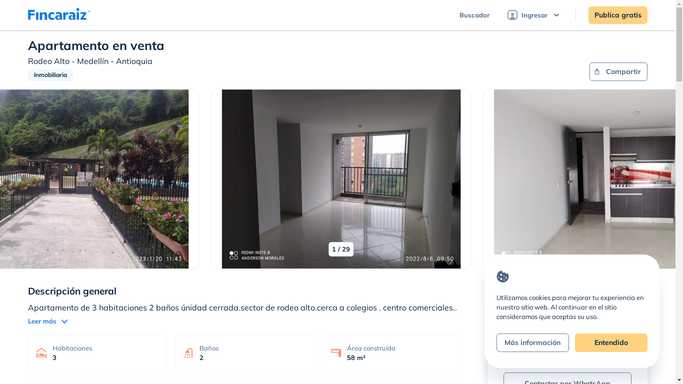 Fincaraiz
Buscador
Ingresar
Publica gratis
Apartamento en venta
Rodeo Alto - Medellín - Antioquia
Inmobiliaria
Compartir
2023/1/20 11:43
REDMI NOTE 8
ANDERSON MORALES
1 / 29
2022/8/6 09:50
Descripción general
Apartamento de 3 habitaciones 2 baños únidad cerrada.sector de rodeo alto.cerca a colegios . centro comerciales...
Leer más
Habitaciones
3
Baños
2
Área construida
58 m²
Utilizamos cookies para mejorar tu experiencia en
nuestro sitio web. Al continuar en el sitio
consideramos que aceptas su uso.
Más información
Entendido
Contactar por WhatsApp